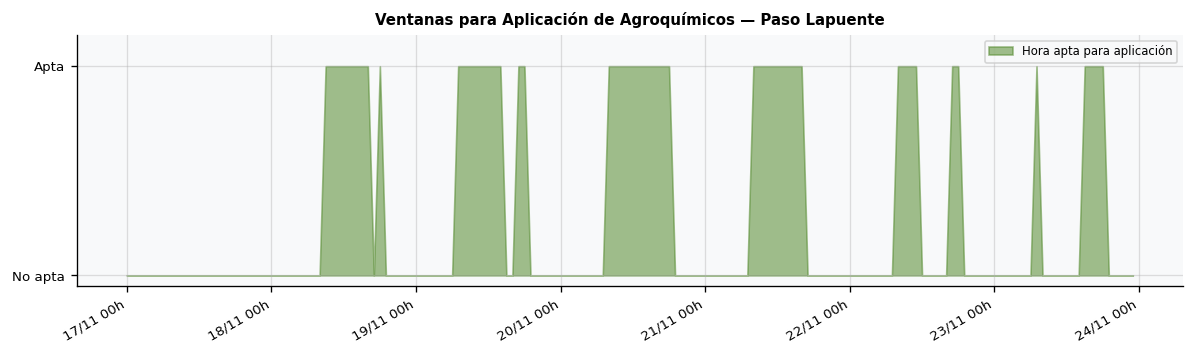 Ventanas para Aplicación de Agroquímicos — Paso Lapuente
Hora apta para aplicación
Apta
No apta
17/11 00h
18/11 00h
19/11 00h
20/11 00h
21/11 00h
22/11 00h
23/11 00h
24/11 00h